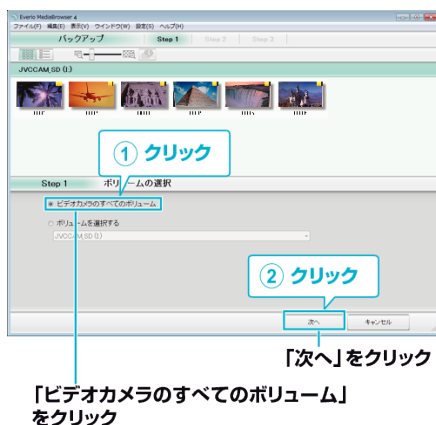 Everio MediaBrowser 4
ファイル(F) 編集(E) 表示(V) ウインドウ(W) 設定(S) ヘルプ(H)
バックアップ Step 1 Step 2 Step 3
JVCCAM_SD (I:)
① クリック
Step 1 ボリュームの選択
ビデオカメラのすべてのボリューム
ボリュームを選択する
JVCCAM_SD (I:)
② クリック
次へ キャンセル
「次へ」をクリック
「ビデオカメラのすべてのボリューム」
をクリック